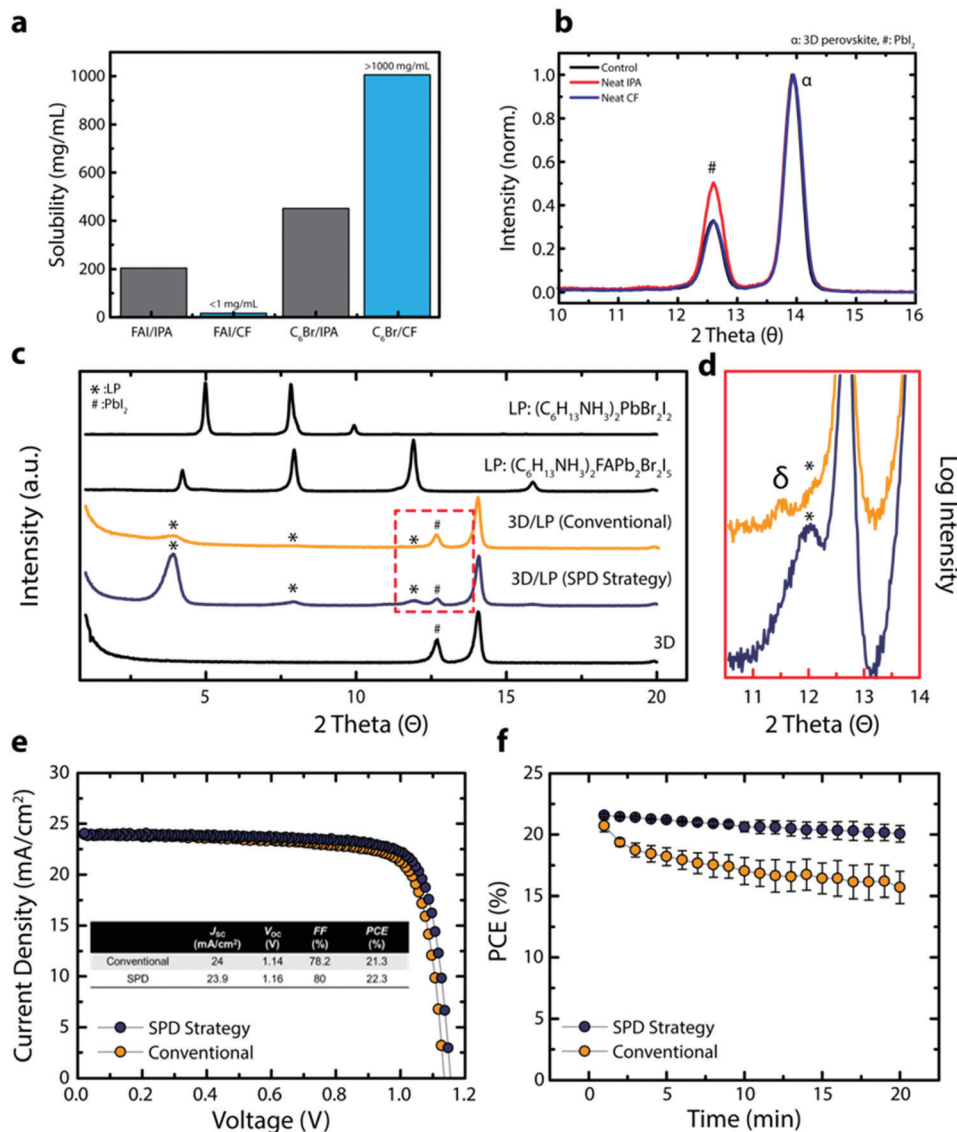 a
Solubility (mg/mL)
1000
800
600
400
200
0
<1 mg/mL
>1000 mg/mL
FAI/IPA
FAI/CF
C₆Br/IPA
C₆Br/CF
b
α: 3D perovskite, #: PbI₂
Control
Neat IPA
Neat CF
α
#
Intensity (norm.)
1.0
0.8
0.6
0.4
0.2
0.0
10 11 12 13 14 15 16
2 Theta (θ)
c
* :LP
# :PbI₂
LP: (C₆H₁₃NH₃)₂PbBr₂I₂
LP: (C₆H₁₃NH₃)₂FAPb₂Br₂I₅
3D/LP (Conventional)
* * * #
3D/LP (SPD Strategy)
* * * #
3D
#
Intensity (a.u.)
5 10 15 20
2 Theta (Θ)
d
δ
*
*
Log Intensity
11 12 13 14
2 Theta (Θ)
e
Current Density (mA/cm²)
30
25
20
15
10
5
0
J_SC (mA/cm²) V_OC (V) FF (%) PCE (%)
Conventional 24 1.14 78.2 21.3
SPD 23.9 1.16 80 22.3
SPD Strategy
Conventional
0.0 0.2 0.4 0.6 0.8 1.0 1.2
Voltage (V)
f
PCE (%)
25
20
15
10
5
0
SPD Strategy
Conventional
0 5 10 15 20
Time (min)